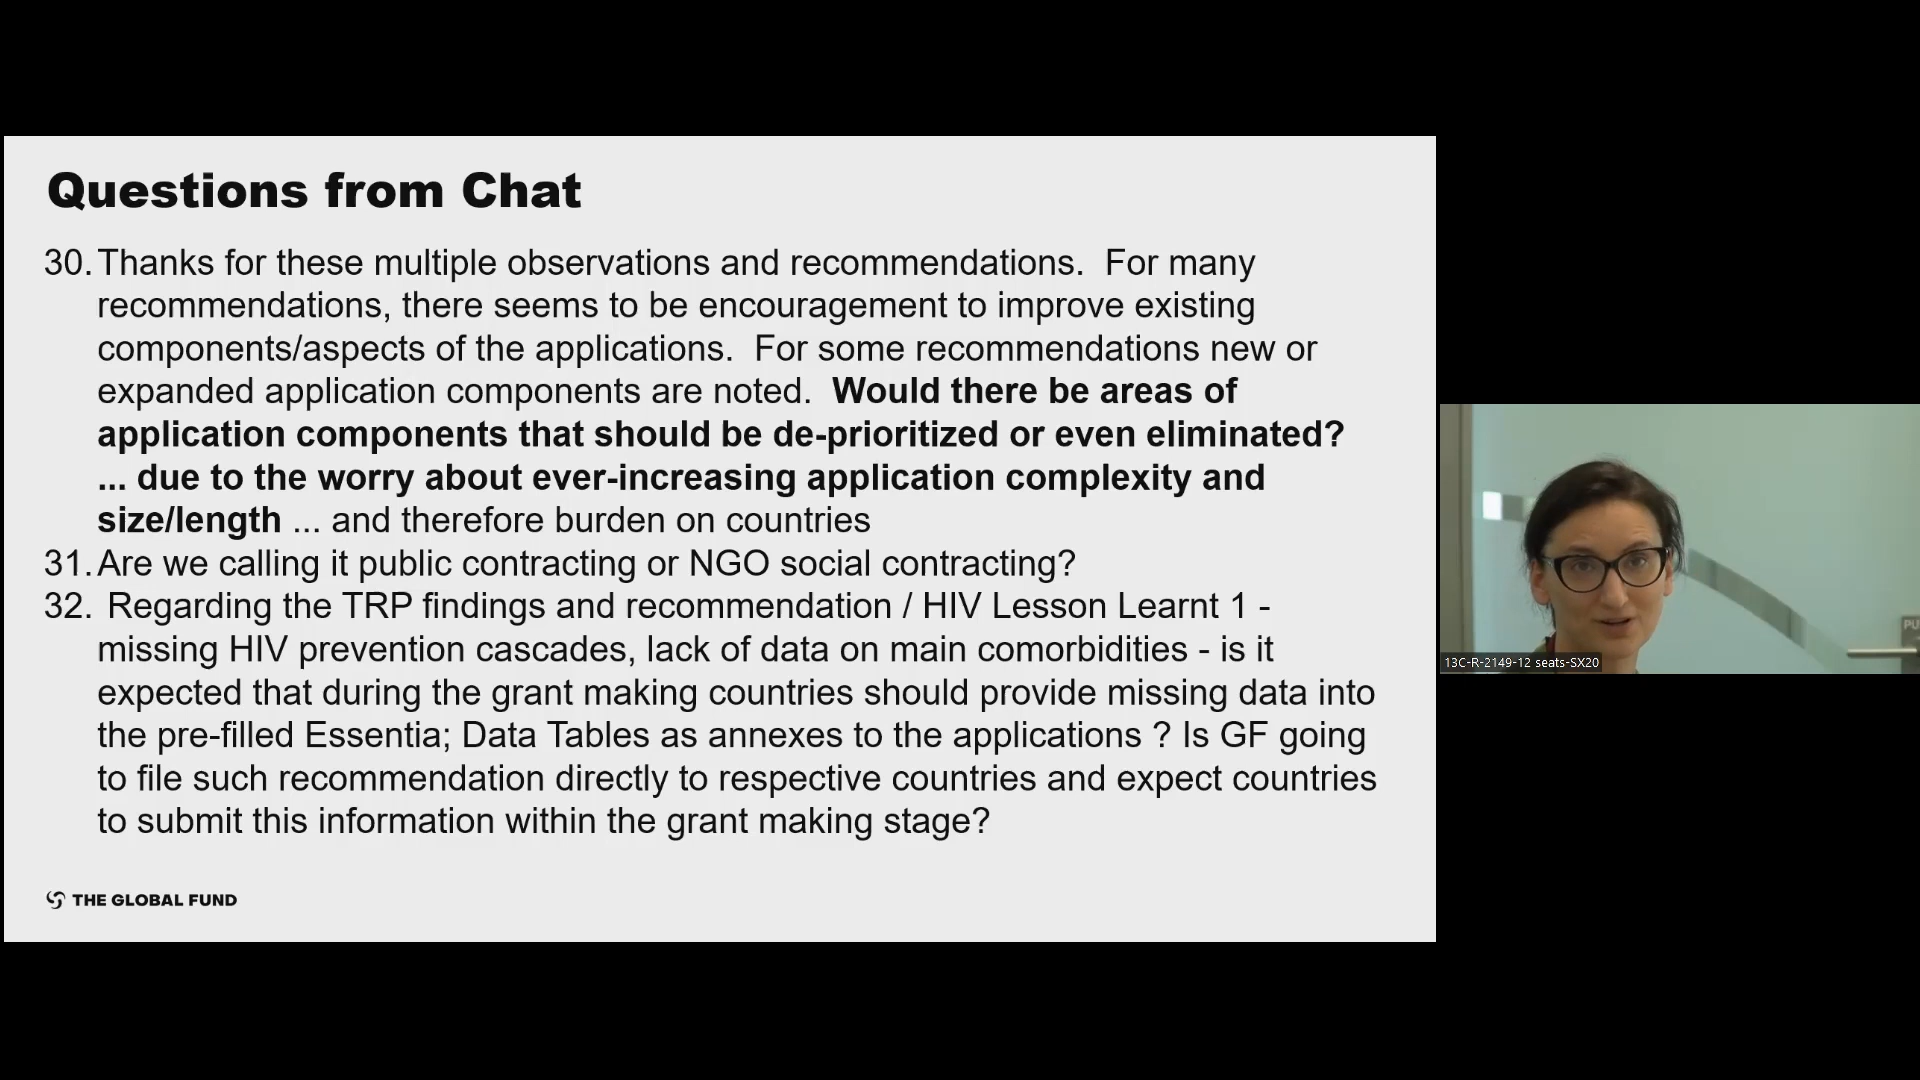 Questions from Chat
30. Thanks for these multiple observations and recommendations. For many
recommendations, there seems to be encouragement to improve existing
components/aspects of the applications. For some recommendations new or
expanded application components are noted. Would there be areas of
application components that should be de-prioritized or even eliminated?
... due to the worry about ever-increasing application complexity and
size/length ... and therefore burden on countries
31. Are we calling it public contracting or NGO social contracting?
32. Regarding the TRP findings and recommendation / HIV Lesson Learnt 1 -
missing HIV prevention cascades, lack of data on main comorbidities - is it
expected that during the grant making countries should provide missing data into
the pre-filled Essentia; Data Tables as annexes to the applications ? Is GF going
to file such recommendation directly to respective countries and expect countries
to submit this information within the grant making stage?
THE GLOBAL FUND
PU
13C-R-2149-12 seats-SX20